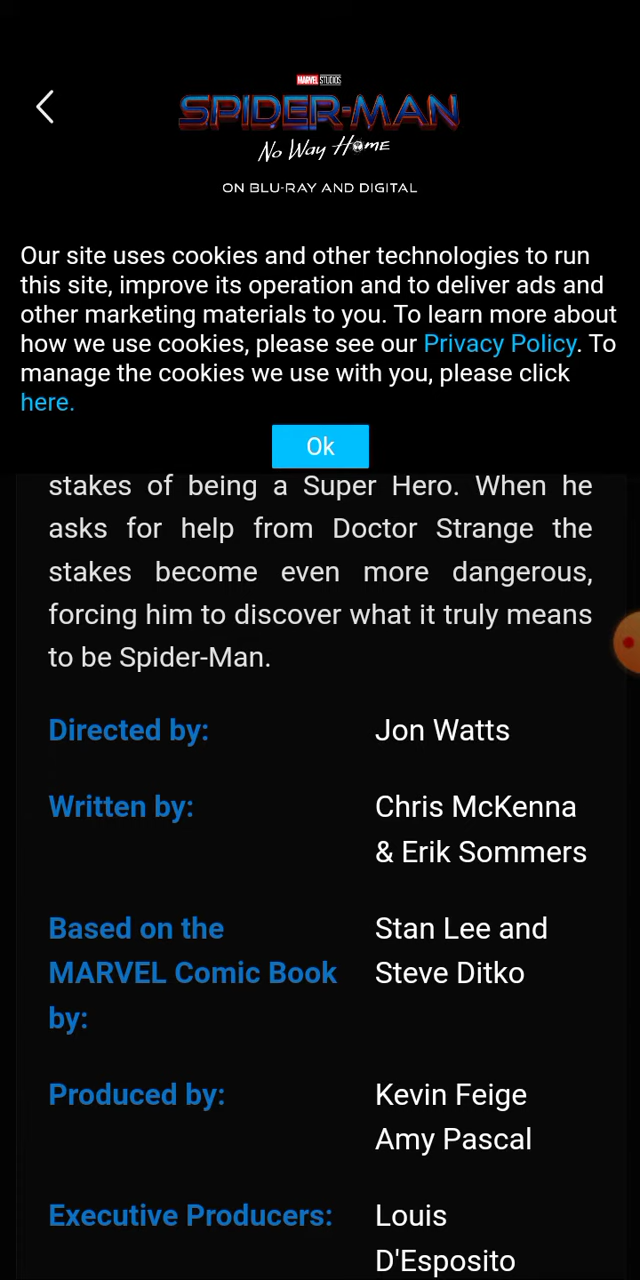 MARVEL STUDIOS
SPIDER-MAN
No Way Home
ON BLU-RAY AND DIGITAL
Our site uses cookies and other technologies to run
this site, improve its operation and to deliver ads and
other marketing materials to you. To learn more about
how we use cookies, please see our Privacy Policy. To
manage the cookies we use with you, please click
here.
Ok
stakes of being a Super Hero. When he
asks for help from Doctor Strange the
stakes become even more dangerous,
forcing him to discover what it truly means
to be Spider-Man.
Directed by: Jon Watts
Written by: Chris McKenna
& Erik Sommers
Based on the Stan Lee and
MARVEL Comic Book Steve Ditko
by:
Produced by: Kevin Feige
Amy Pascal
Executive Producers: Louis
D'Esposito